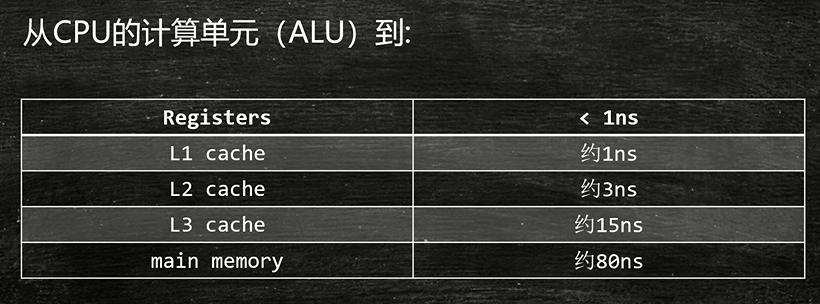 从CPU的计算单元（ALU）到:
Registers < 1ns
L1 cache 约1ns
L2 cache 约3ns
L3 cache 约15ns
main memory 约80ns